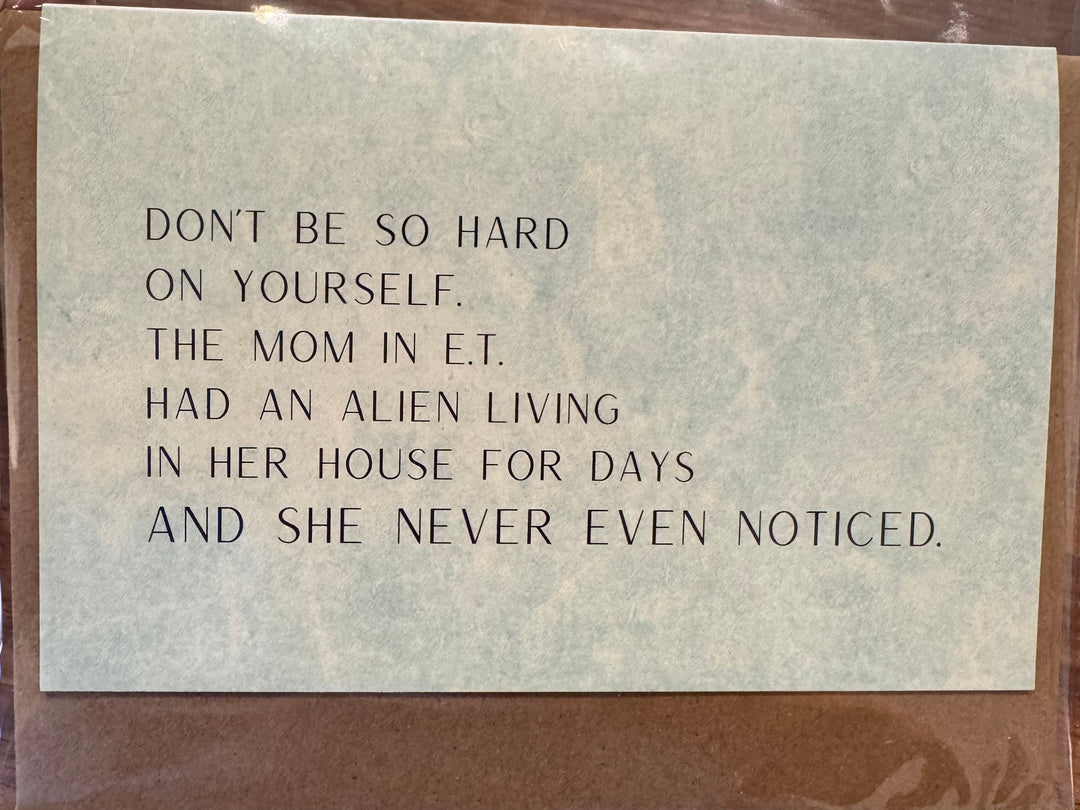 DON'T BE SO HARD
ON YOURSELF.
THE MOM IN E.T.
HAD AN ALIEN LIVING
IN HER HOUSE FOR DAYS
AND SHE NEVER EVEN NOTICED.